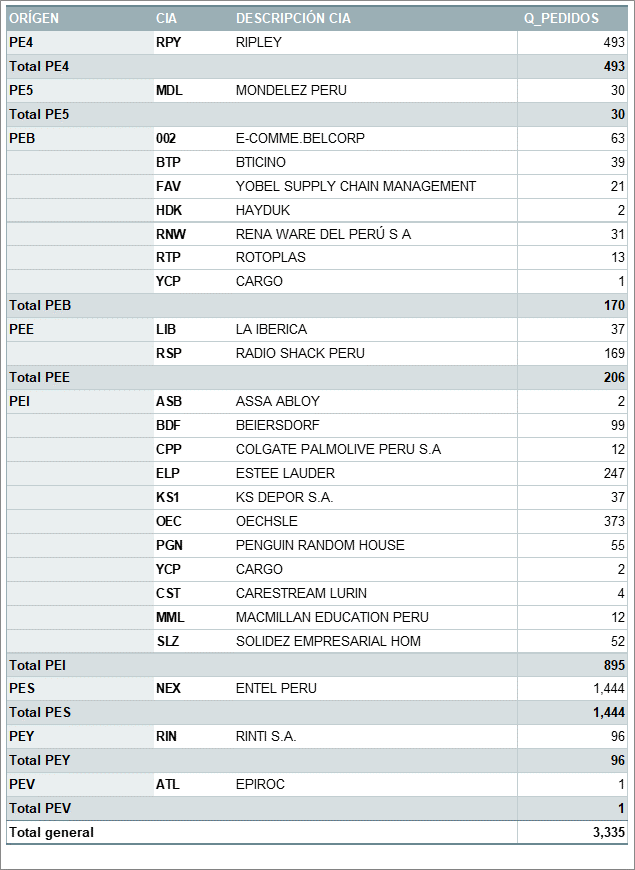 ORÍGEN CIA DESCRIPCIÓN CIA Q_PEDIDOS
PE4 RPY RIPLEY 493
Total PE4 493
PE5 MDL MONDELEZ PERU 30
Total PE5 30
PEB 002 E-COMME.BELCORP 63
BTP BTICINO 39
FAV YOBEL SUPPLY CHAIN MANAGEMENT 21
HDK HAYDUK 2
RNW RENA WARE DEL PERÚ S A 31
RTP ROTOPLAS 13
YCP CARGO 1
Total PEB 170
PEE LIB LA IBERICA 37
RSP RADIO SHACK PERU 169
Total PEE 206
PEI ASB ASSA ABLOY 2
BDF BEIERSDORF 99
CPP COLGATE PALMOLIVE PERU S.A 12
ELP ESTEE LAUDER 247
KS1 KS DEPOR S.A. 37
OEC OECHSLE 373
PGN PENGUIN RANDOM HOUSE 55
YCP CARGO 2
CST CARESTREAM LURIN 4
MML MACMILLAN EDUCATION PERU 12
SLZ SOLIDEZ EMPRESARIAL HOM 52
Total PEI 895
PES NEX ENTEL PERU 1,444
Total PES 1,444
PEY RIN RINTI S.A. 96
Total PEY 96
PEV ATL EPIROC 1
Total PEV 1
Total general 3,335